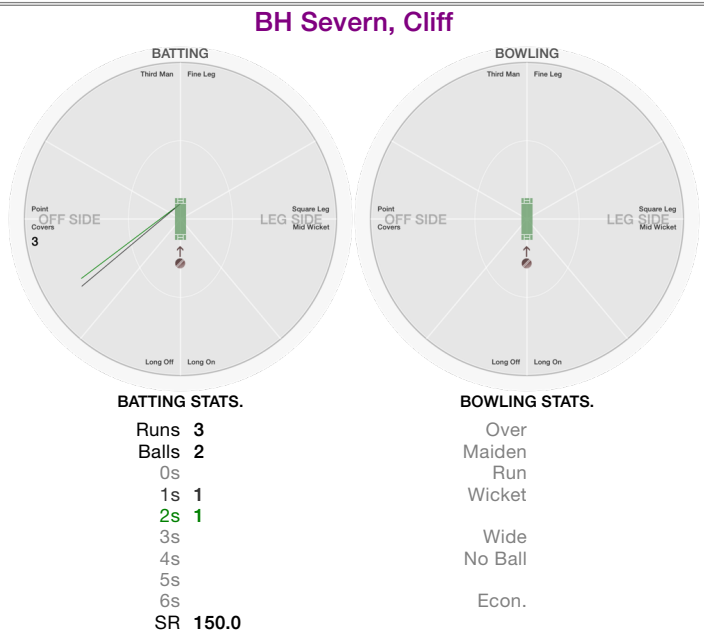 BH Severn, Cliff
BATTING
BOWLING
Third Man Fine Leg
Third Man Fine Leg
Point
OFF SIDE
Covers
3
Square Leg
LEG SIDE
Mid Wicket
Point
OFF SIDE
Covers
Square Leg
LEG SIDE
Mid Wicket
Long Off Long On
Long Off Long On
BATTING STATS.
Runs 3
Balls 2
0s
1s 1
2s 1
3s
4s
5s
6s
SR 150.0
BOWLING STATS.
Over
Maiden
Run
Wicket
Wide
No Ball
Econ.